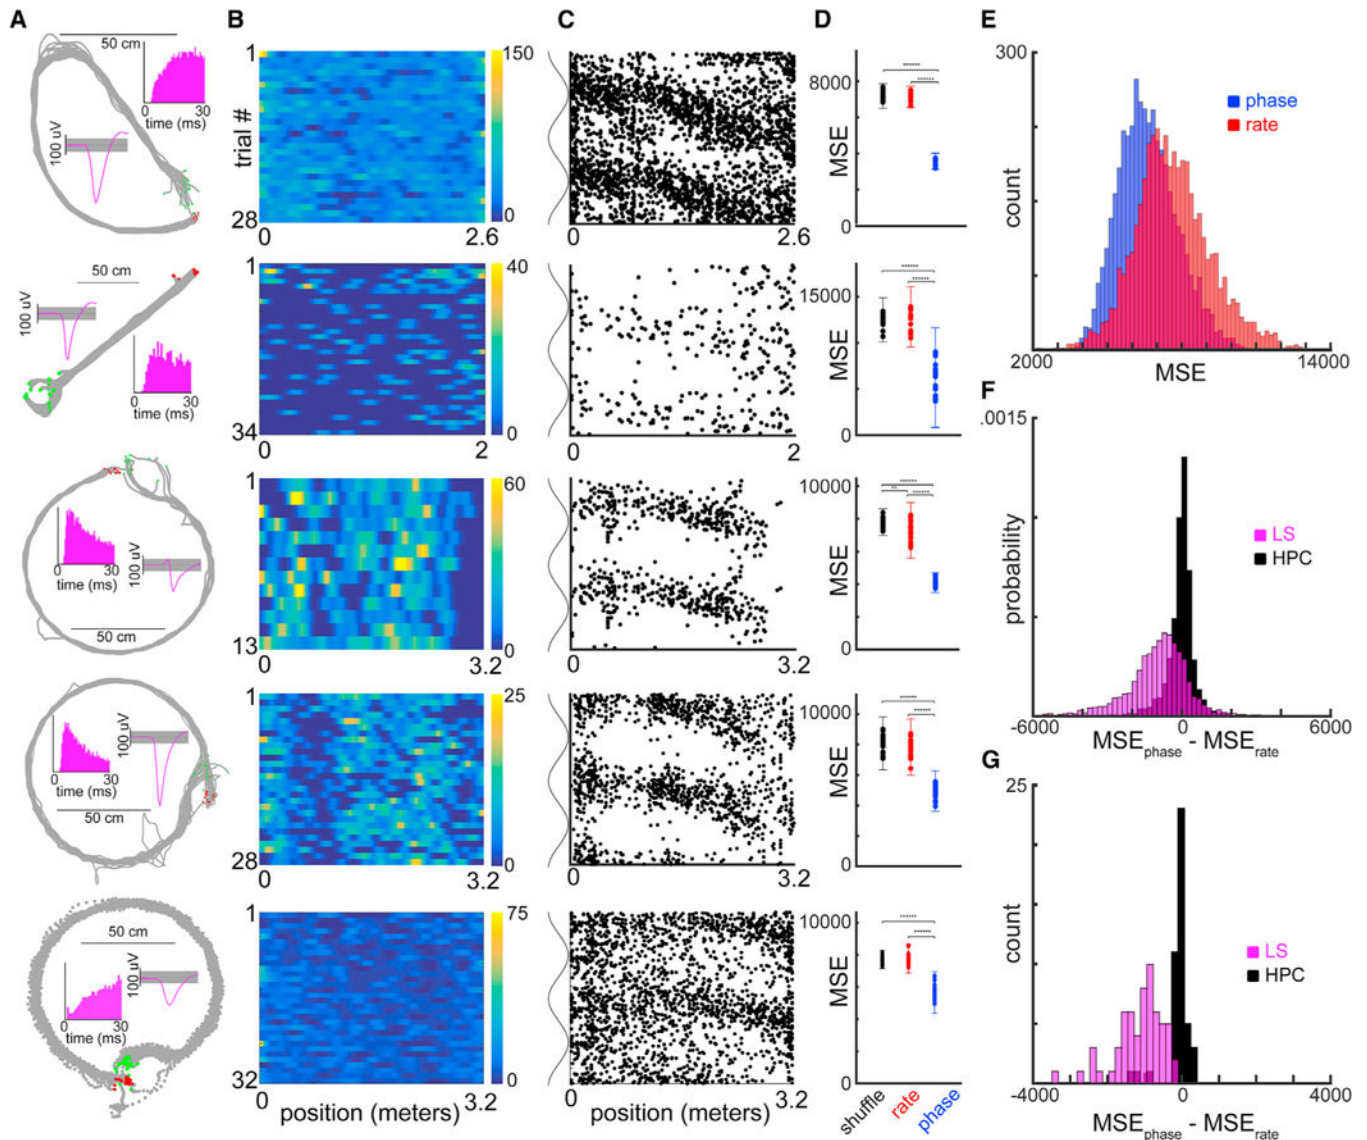 A
B
C
D
E
50 cm
0
30
time (ms)
100 uV
trial #
1
28
0
2.6
150
0
0
2.6
MSE
8000
0
******
******
50 cm
100 uV
0
30
time (ms)
1
34
0
2
40
0
0
2
MSE
15000
0
******
******
100 uV
0
30
time (ms)
50 cm
1
13
0
3.2
60
0
0
3.2
MSE
10000
0
******
**
******
100 uV
0
30
time (ms)
50 cm
1
28
0
3.2
25
0
0
3.2
MSE
10000
0
******
******
50 cm
100 uV
0
30
time (ms)
1
32
0
3.2
position (meters)
75
0
0
3.2
position (meters)
MSE
10000
0
******
******
shuffle
rate
phase
300
count
phase
rate
2000
14000
MSE
F
.0015
probability
LS
HPC
-6000
0
6000
MSEphase - MSErate
G
25
count
LS
HPC
-4000
0
4000
MSEphase - MSErate